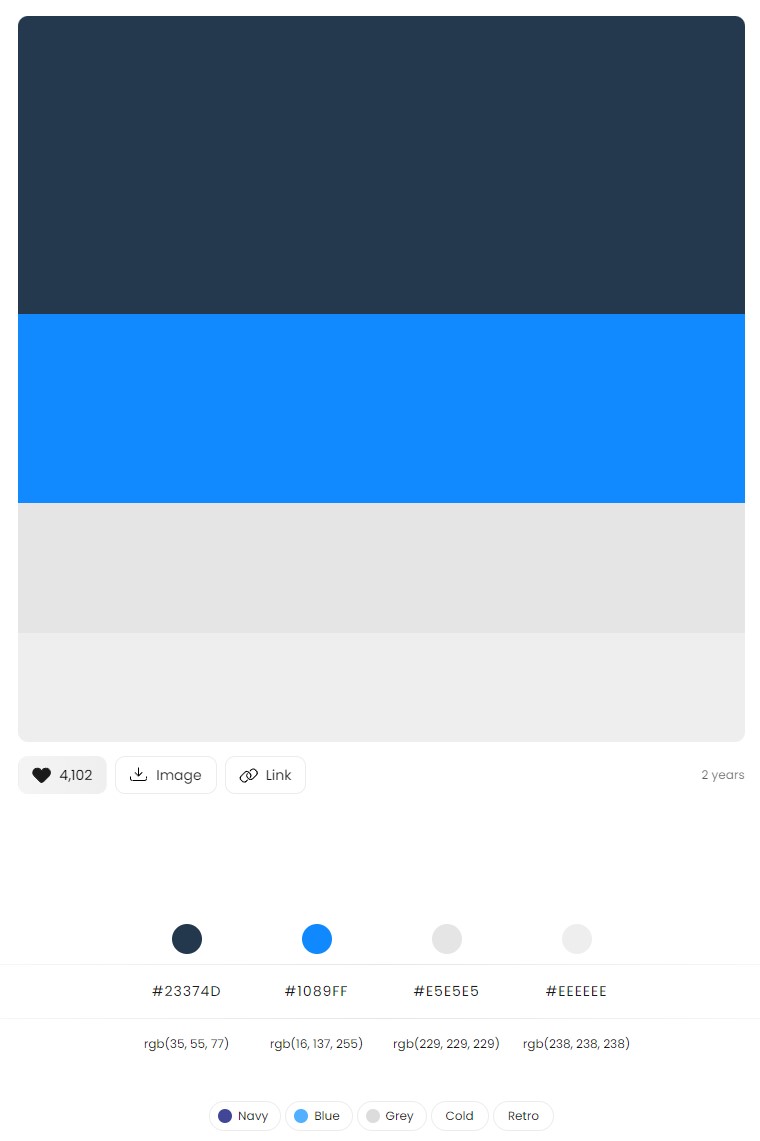 4,102 Image Link 2 years
#23374D #1089FF #E5E5E5 #EEEEEE
rgb(35, 55, 77) rgb(16, 137, 255) rgb(229, 229, 229) rgb(238, 238, 238)
Navy Blue Grey Cold Retro